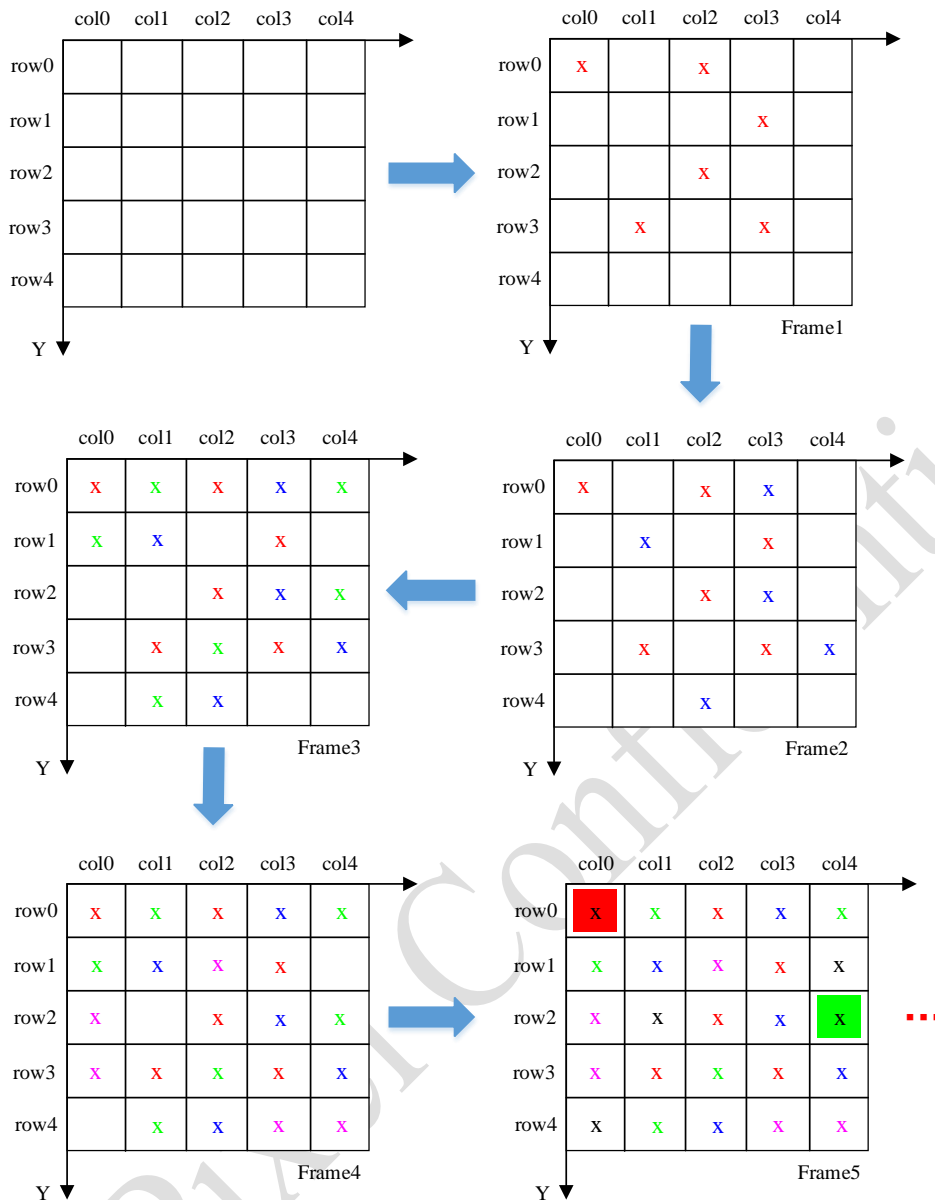 col0 col1 col2 col3 col4
row0
row1
row2
row3
row4
Y
col0 col1 col2 col3 col4
row0 x x
row1 x
row2 x
row3 x x
row4
Frame1
Y
col0 col1 col2 col3 col4
row0 x x x x x
row1 x x x
row2 x x x
row3 x x x x
row4 x x
Frame3
Y
col0 col1 col2 col3 col4
row0 x x x
row1 x x
row2 x x
row3 x x x
row4 x
Frame2
Y
col0 col1 col2 col3 col4
row0 x x x x x
row1 x x x x
row2 x x x x
row3 x x x x x
row4 x x x x
Frame4
Y
col0 col1 col2 col3 col4
row0 x x x x x
row1 x x x x x
row2 x x x x x
row3 x x x x x
row4 x x x x x
Frame5
Y